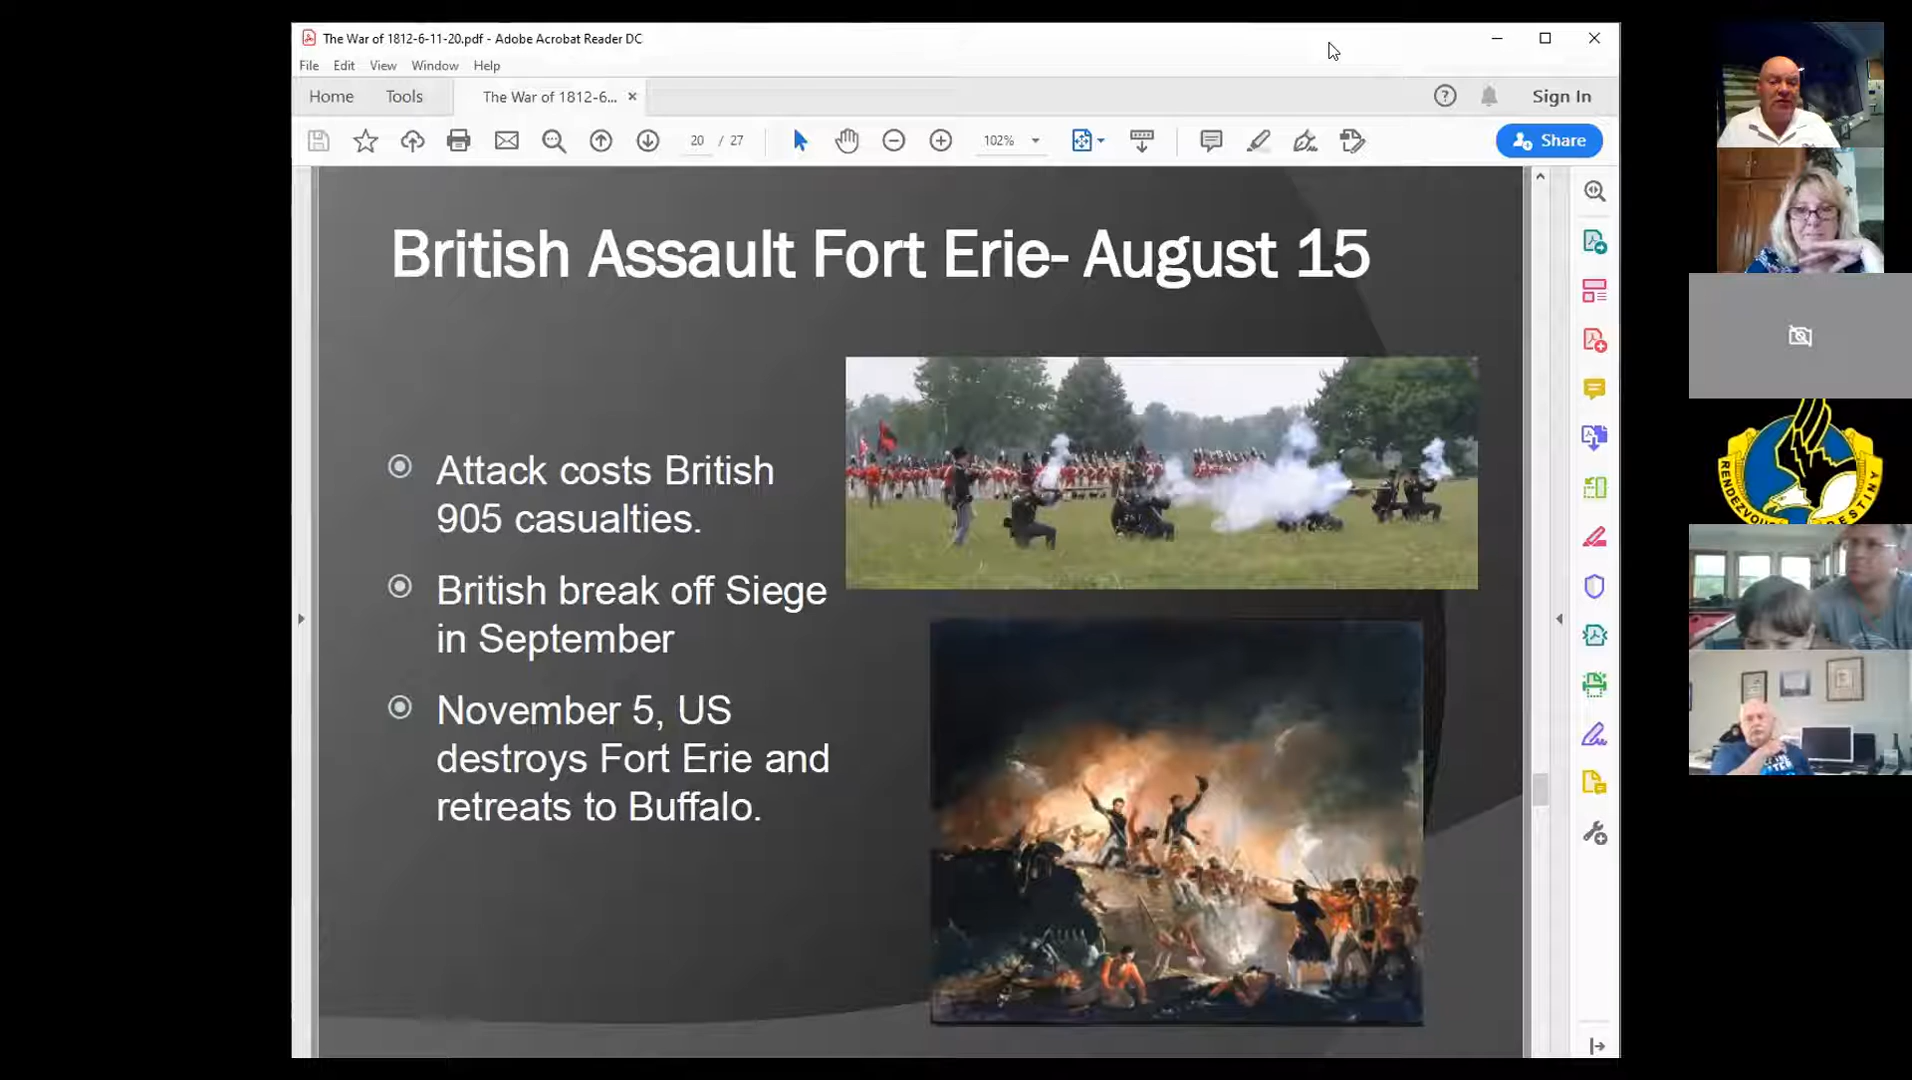 The War of 1812-6-11-20.pdf - Adobe Acrobat Reader DC
File Edit View Window Help
Home Tools The War of 1812-6... × Sign In
20 / 27 102% Share
British Assault Fort Erie- August 15
Attack costs British
905 casualties.
British break off Siege
in September
November 5, US
destroys Fort Erie and
retreats to Buffalo.